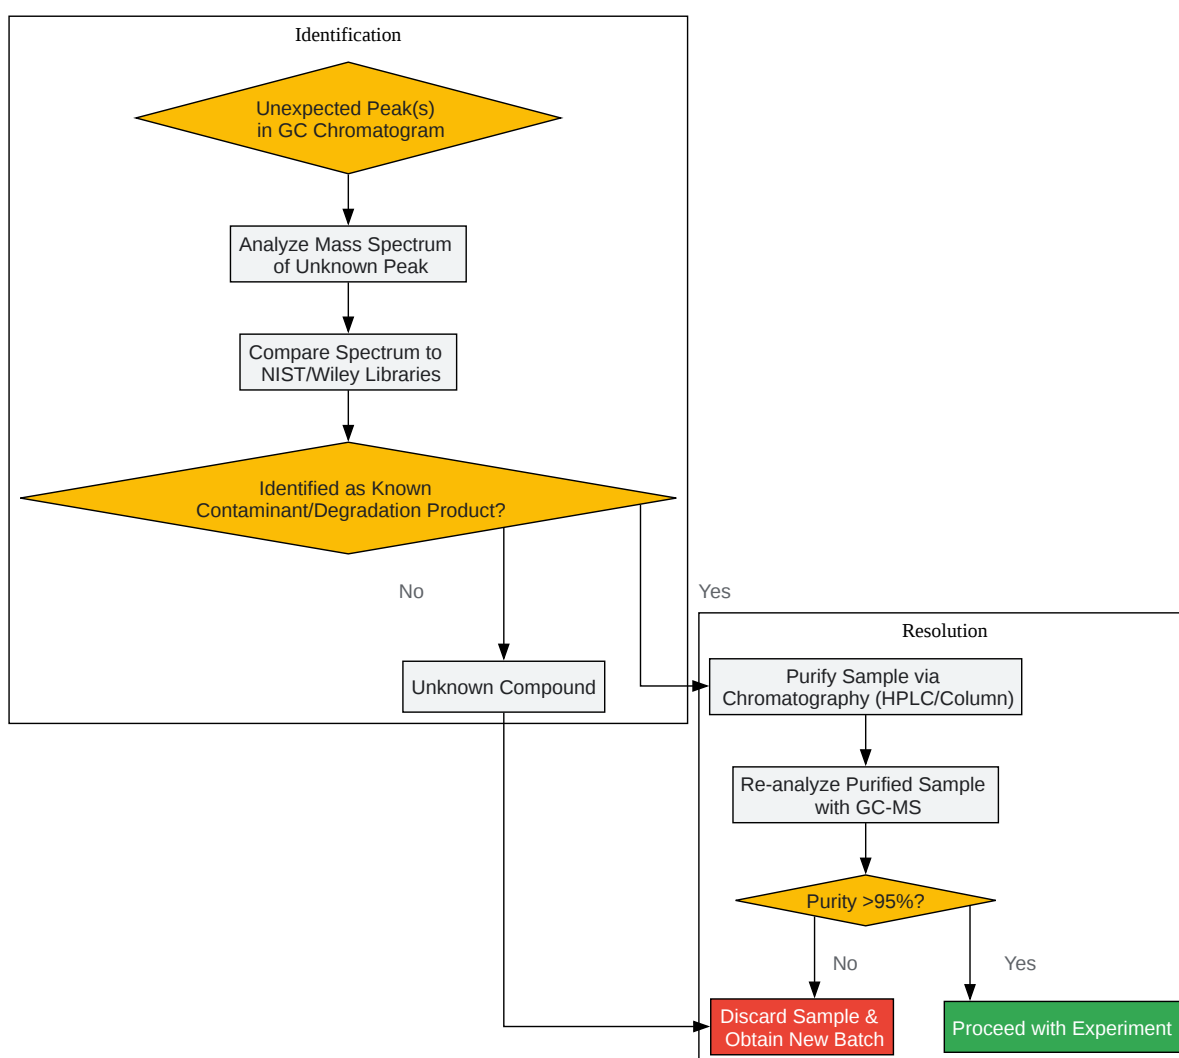 Identification
Unexpected Peak(s)
in GC Chromatogram
Analyze Mass Spectrum
of Unknown Peak
Compare Spectrum to
NIST/Wiley Libraries
Identified as Known
Contaminant/Degradation Product?
No
Yes
Unknown Compound
Resolution
Purify Sample via
Chromatography (HPLC/Column)
Re-analyze Purified Sample
with GC-MS
Purity >95%?
No
Yes
Discard Sample &
Obtain New Batch
Proceed with Experiment